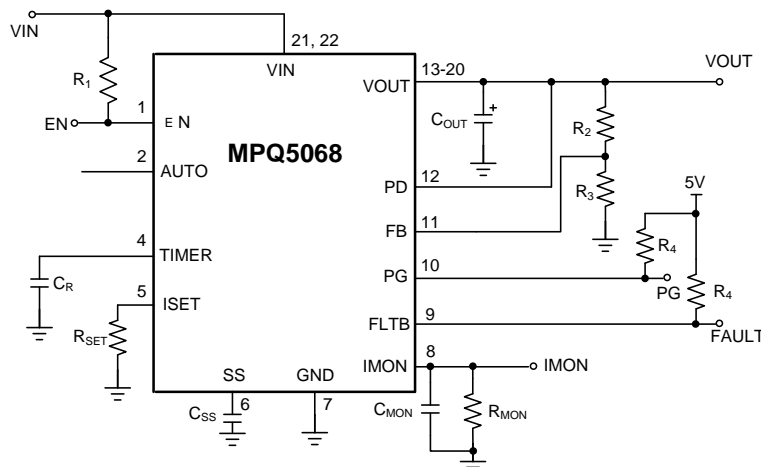 VIN
21, 22
VIN
R1
1
EN
E N
2
AUTO
MPQ5068
4
TIMER
CR
5
ISET
RSET
SS
6
CSS
GND
7
VOUT
13-20
VOUT
COUT
+
R2
PD
12
R3
5V
FB
11
R4
PG
10
PG
R4
FLTB
9
FAULT
IMON
8
IMON
CMON
RMON